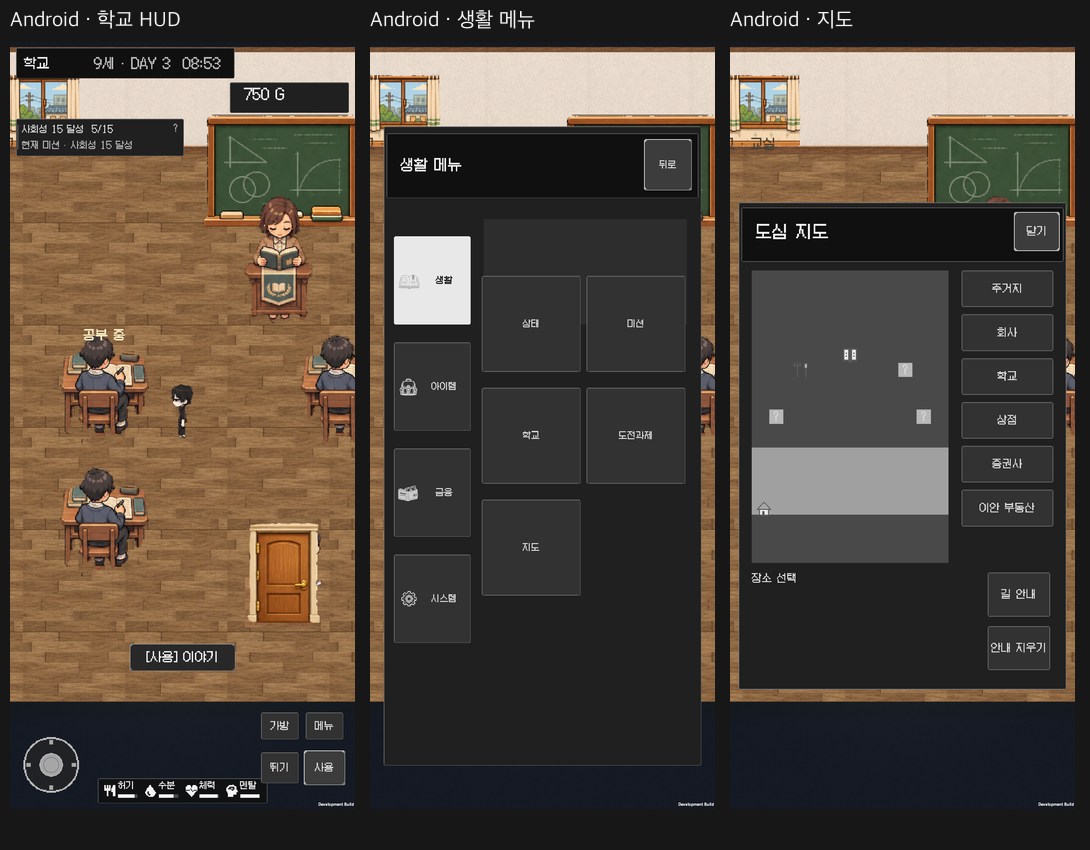 Android · 학교 HUD
학교 9세 · DAY 3 08:53
750 G
사회성 15 달성 5/15 ?
현재 미션 · 사회성 15 달성
공부 중
[사용] 이야기
가방 메뉴
뛰기 사용
허기 수분 체력 멘탈
Development Build
Android · 생활 메뉴
생활 메뉴 뒤로
생활
상태 미션
아이템
학교 도전과제
금융
지도
시스템
Development Build
Android · 지도
교실
도심 지도 닫기
주거지
회사
학교
상점
증권사
이안 부동산
? ? ?
장소 선택
길 안내
안내 지우기
Development Build